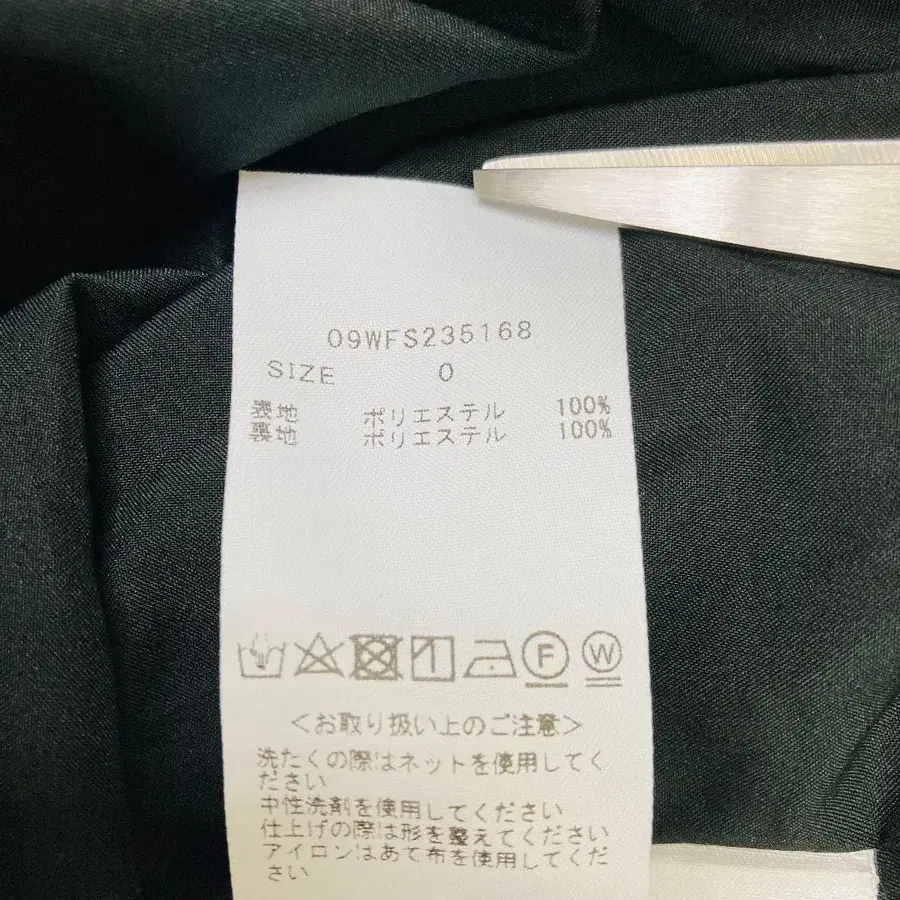 09WFS235168
SIZE 0
表地 ポリエステル 100%
裏地 ポリエステル 100%
F W
<お取り扱い上のご注意>
洗たくの際はネットを使用してく
ださい
中性洗剤を使用してください
仕上げの際は形を整えてください
アイロンはあて布を使用してくだ
さい